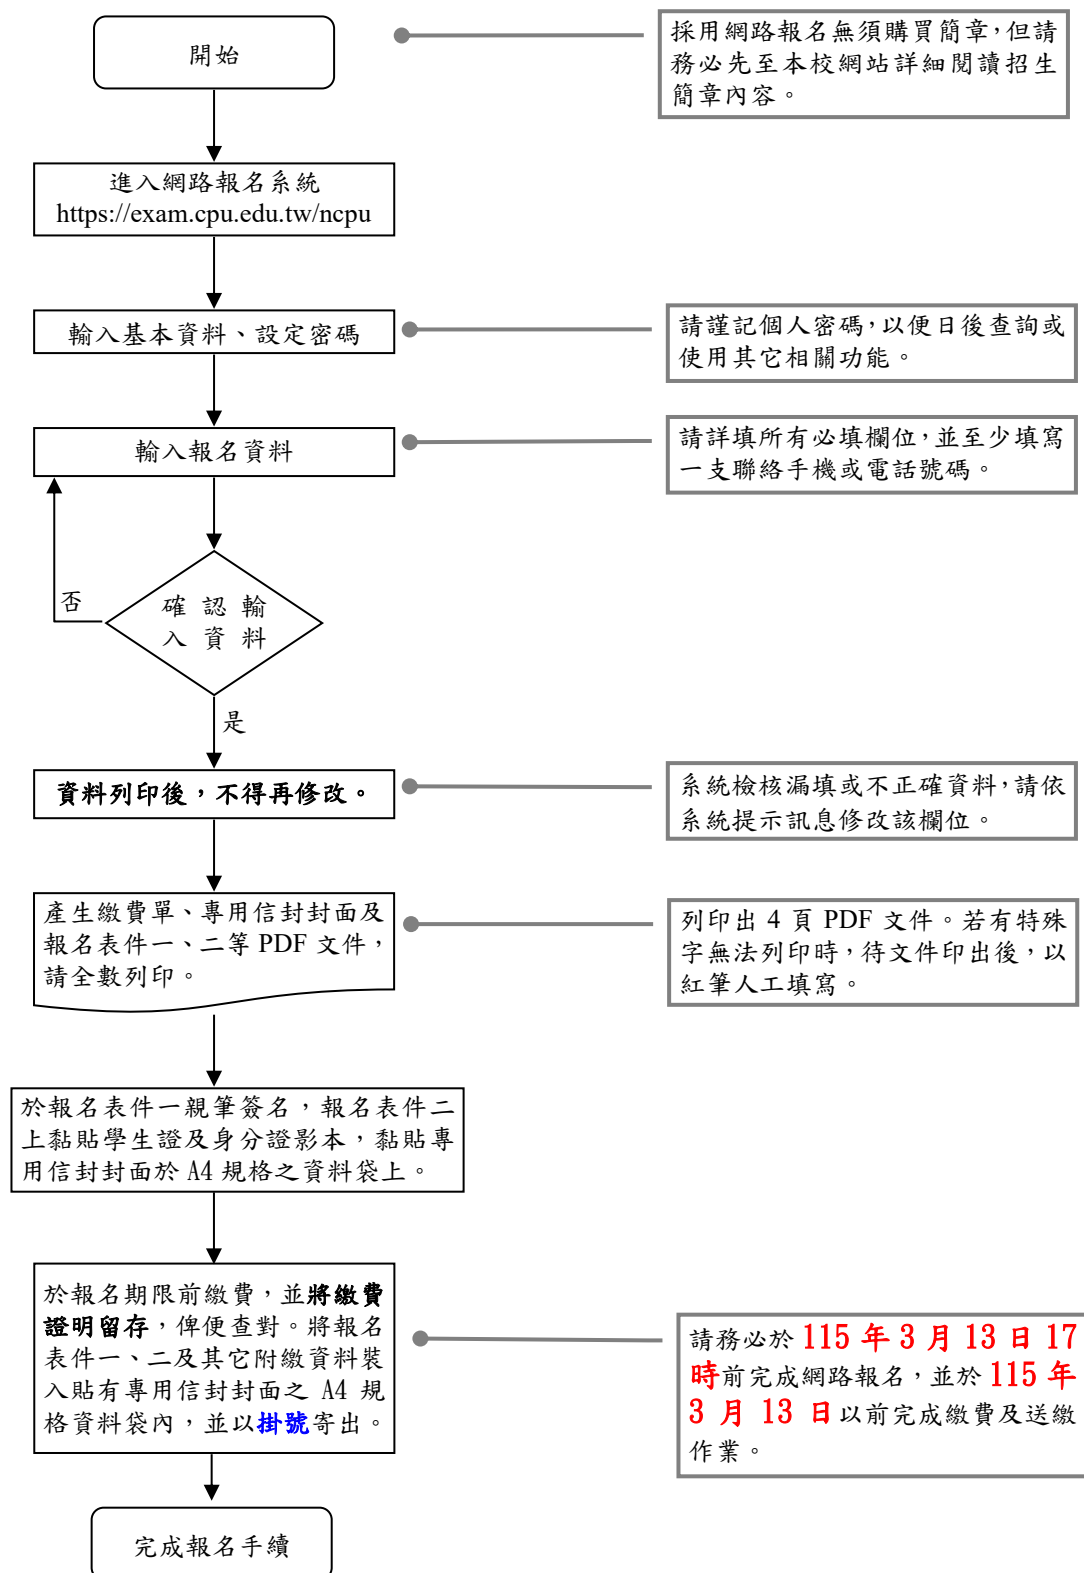 開始
採用網路報名無須購買簡章，但請
務必先至本校網站詳細閱讀招生
簡章內容。
進入網路報名系統
https://exam.cpu.edu.tw/ncpu
輸入基本資料、設定密碼
請謹記個人密碼，以便日後查詢或
使用其它相關功能。
輸入報名資料
請詳填所有必填欄位，並至少填寫
一支聯絡手機或電話號碼。
否
確認輸
入資料
是
資料列印後，不得再修改。
系統檢核漏填或不正確資料，請依
系統提示訊息修改該欄位。
產生繳費單、專用信封封面及
報名表件一、二等 PDF 文件，
請全數列印。
列印出 4 頁 PDF 文件。若有特殊
字無法列印時，待文件印出後，以
紅筆人工填寫。
於報名表件一親筆簽名，報名表件二
上黏貼學生證及身分證影本，黏貼專
用信封封面於 A4 規格之資料袋上。
於報名期限前繳費，並將繳費
證明留存，俾便查對。將報名
表件一、二及其它附繳資料裝
入貼有專用信封封面之 A4 規
格資料袋內，並以掛號寄出。
請務必於 115 年 3 月 13 日 17
時前完成網路報名，並於 115 年
3 月 13 日以前完成繳費及送繳
作業。
完成報名手續